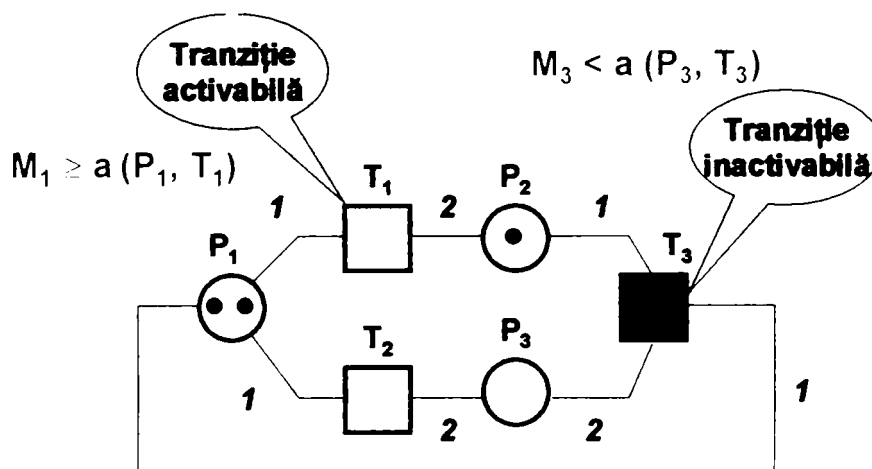 Tranziție
activabilă
M₃ < a (P₃, T₃)
Tranziție
inactivabilă
M₁ ≥ a (P₁, T₁)
T₁
P₂
1
2
1
P₁
T₃
T₂
P₃
1
2
2
1